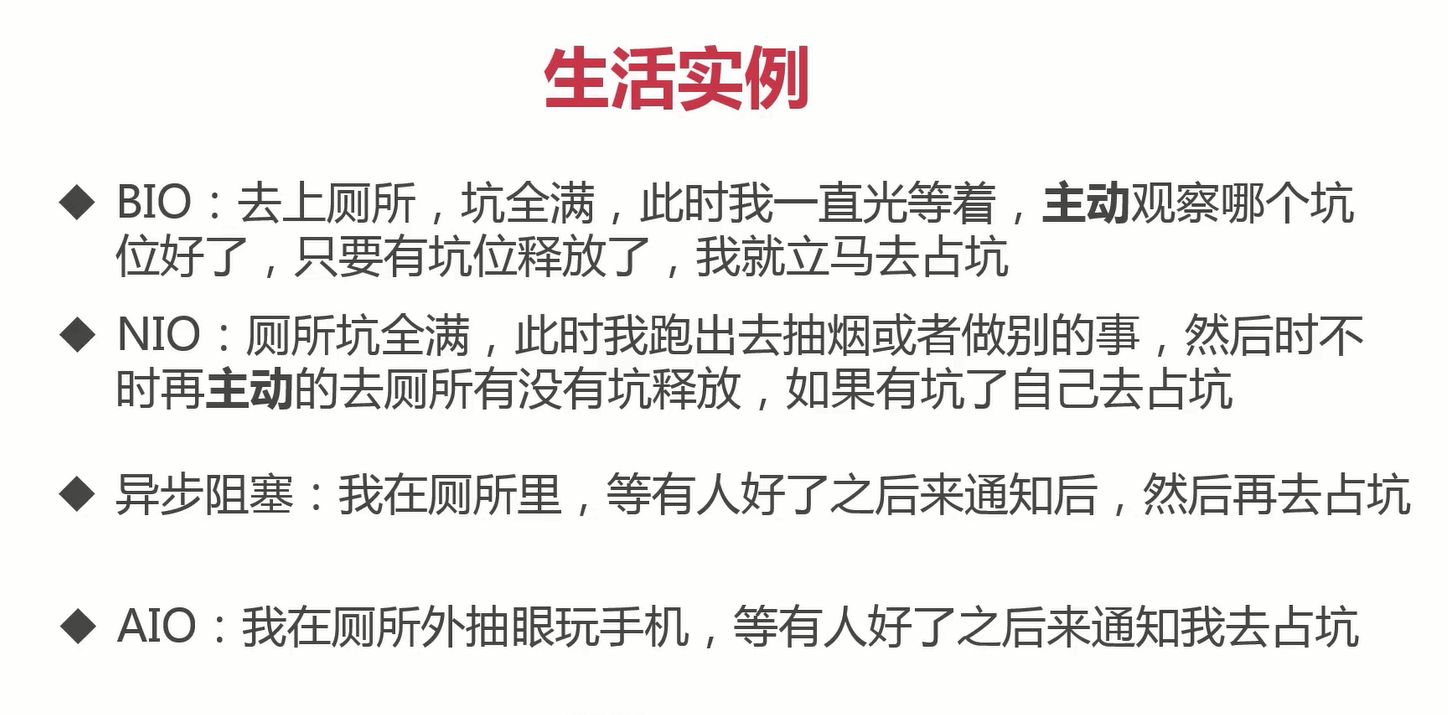 生活实例
◆ BIO：去上厕所，坑全满，此时我一直光等着，主动观察哪个坑
位好了，只要有坑位释放了，我就立马去占坑
◆ NIO：厕所坑全满，此时我跑出去抽烟或者做别的事，然后时不
时再主动的去厕所有没有坑释放，如果有坑了自己去占坑
◆ 异步阻塞：我在厕所里，等有人好了之后来通知后，然后再去占坑
◆ AIO：我在厕所外抽眼玩手机，等有人好了之后来通知我去占坑